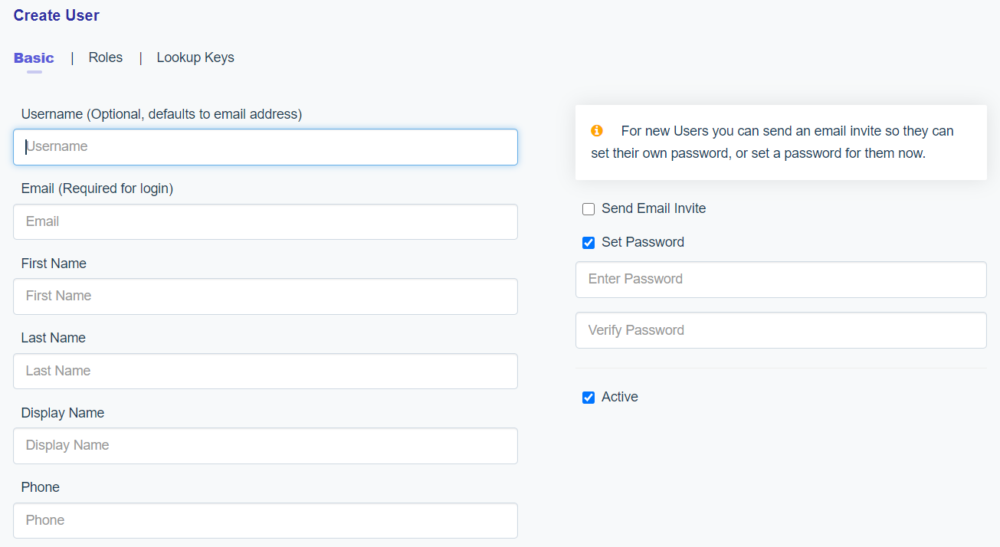 Create User
Basic | Roles | Lookup Keys
Username (Optional, defaults to email address)
Username
Email (Required for login)
Email
First Name
First Name
Last Name
Last Name
Display Name
Display Name
Phone
Phone
For new Users you can send an email invite so they can
set their own password, or set a password for them now.
Send Email Invite
Set Password
Enter Password
Verify Password
Active